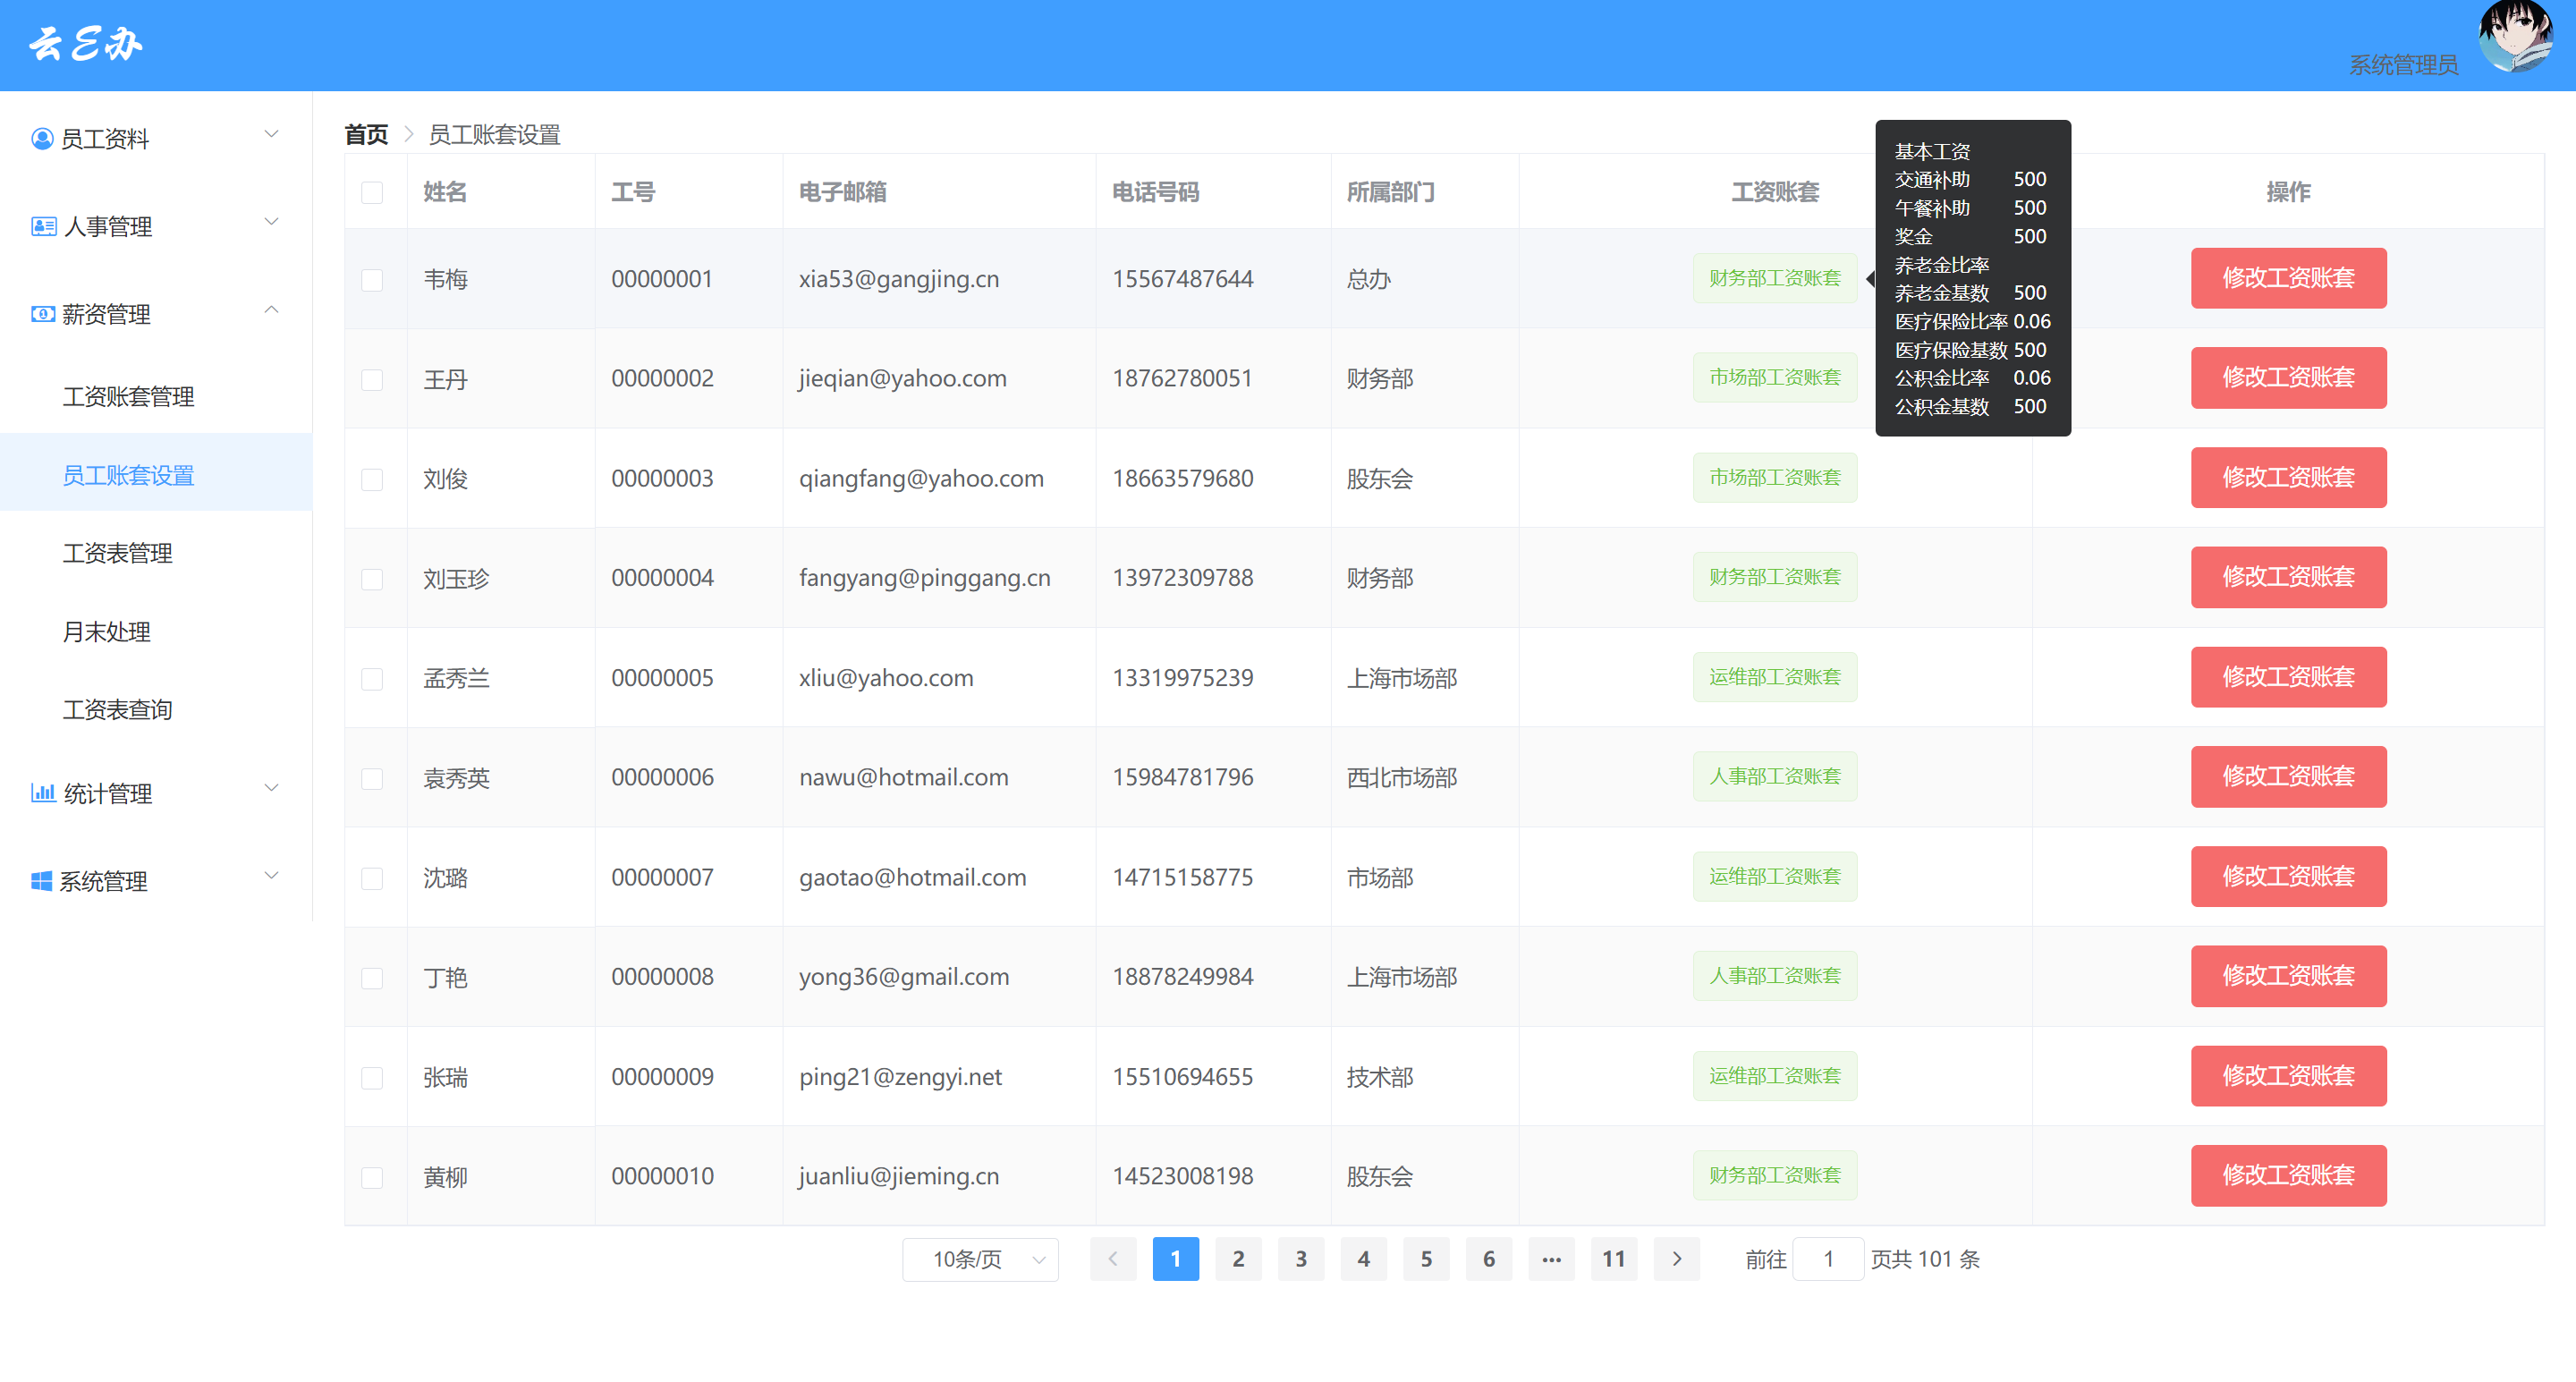 云E办
系统管理员
员工资料
人事管理
薪资管理
工资账套管理
员工账套设置
工资表管理
月末处理
工资表查询
统计管理
系统管理
首页 员工账套设置
姓名 工号 电子邮箱 电话号码 所属部门 工资账套 操作
韦梅 00000001 xia53@gangjing.cn 15567487644 总办 财务部工资账套 修改工资账套
王丹 00000002 jieqian@yahoo.com 18762780051 财务部 市场部工资账套 修改工资账套
刘俊 00000003 qiangfang@yahoo.com 18663579680 股东会 市场部工资账套 修改工资账套
刘玉珍 00000004 fangyang@pinggang.cn 13972309788 财务部 财务部工资账套 修改工资账套
孟秀兰 00000005 xliu@yahoo.com 13319975239 上海市场部 运维部工资账套 修改工资账套
袁秀英 00000006 nawu@hotmail.com 15984781796 西北市场部 人事部工资账套 修改工资账套
沈璐 00000007 gaotao@hotmail.com 14715158775 市场部 运维部工资账套 修改工资账套
丁艳 00000008 yong36@gmail.com 18878249984 上海市场部 人事部工资账套 修改工资账套
张瑞 00000009 ping21@zengyi.net 15510694655 技术部 运维部工资账套 修改工资账套
黄柳 00000010 juanliu@jieming.cn 14523008198 股东会 财务部工资账套 修改工资账套
基本工资
交通补助 500
午餐补助 500
奖金 500
养老金比率
养老金基数 500
医疗保险比率 0.06
医疗保险基数 500
公积金比率 0.06
公积金基数 500
10条/页 1 2 3 4 5 6 ••• 11 前往 1 页共 101 条